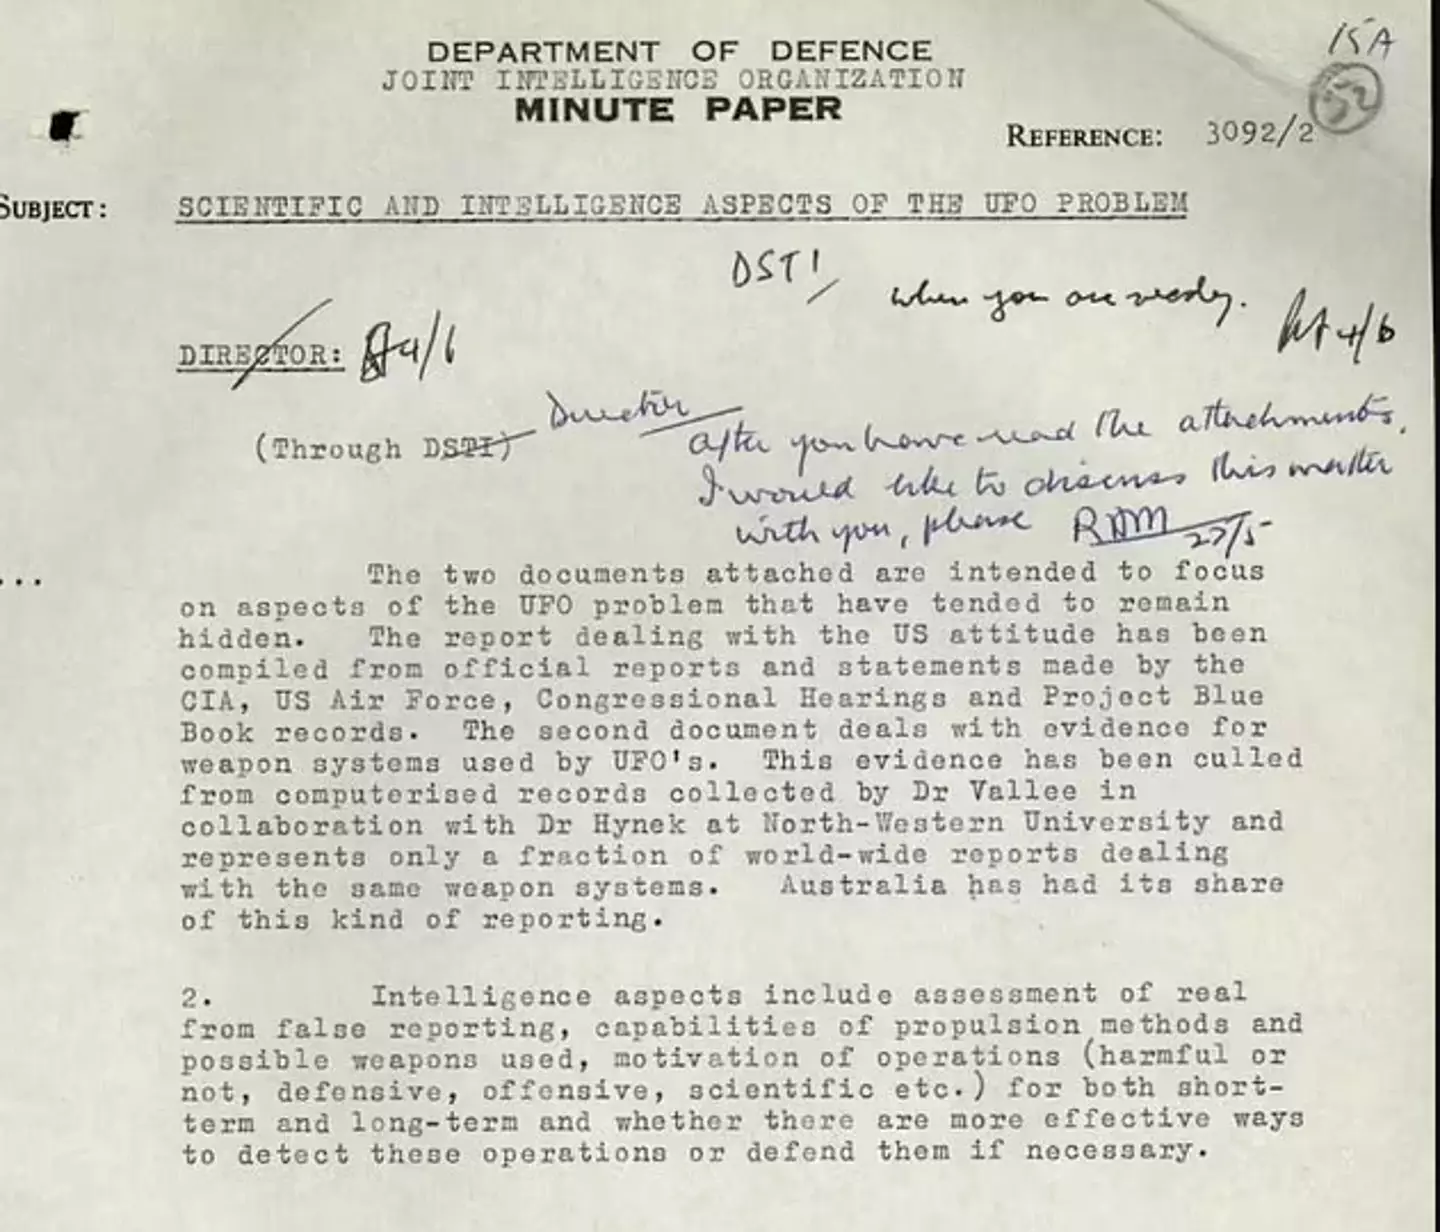 15A
52
DEPARTMENT OF DEFENCE
JOINT INTELLIGENCE ORGANIZATION
MINUTE PAPER
REFERENCE: 3092/2
SUBJECT: SCIENTIFIC AND INTELLIGENCE ASPECTS OF THE UFO PROBLEM
DSTI
when you are ready.
4/6
DIRECTOR: 4/6
Director
(Through DSTI)
After you have read the attachments,
I would like to discuss this matter
with you, please RAM 27/5
...
The two documents attached are intended to focus
on aspects of the UFO problem that have tended to remain
hidden. The report dealing with the US attitude has been
compiled from official reports and statements made by the
CIA, US Air Force, Congressional Hearings and Project Blue
Book records. The second document deals with evidence for
weapon systems used by UFO's. This evidence has been culled
from computerised records collected by Dr Vallee in
collaboration with Dr Hynek at North-Western University and
represents only a fraction of world-wide reports dealing
with the same weapon systems. Australia has had its share
of this kind of reporting.
2. Intelligence aspects include assessment of real
from false reporting, capabilities of propulsion methods and
possible weapons used, motivation of operations (harmful or
not, defensive, offensive, scientific etc.) for both short-
term and long-term and whether there are more effective ways
to detect these operations or defend them if necessary.